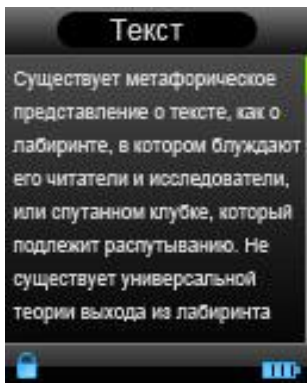 Текст
Существует метафорическое
представление о тексте, как о
лабиринте, в котором блуждают
его читатели и исследователи,
или спутанном клубке, который
подлежит распутыванию. Не
существует универсальной
теории выхода из лабиринта